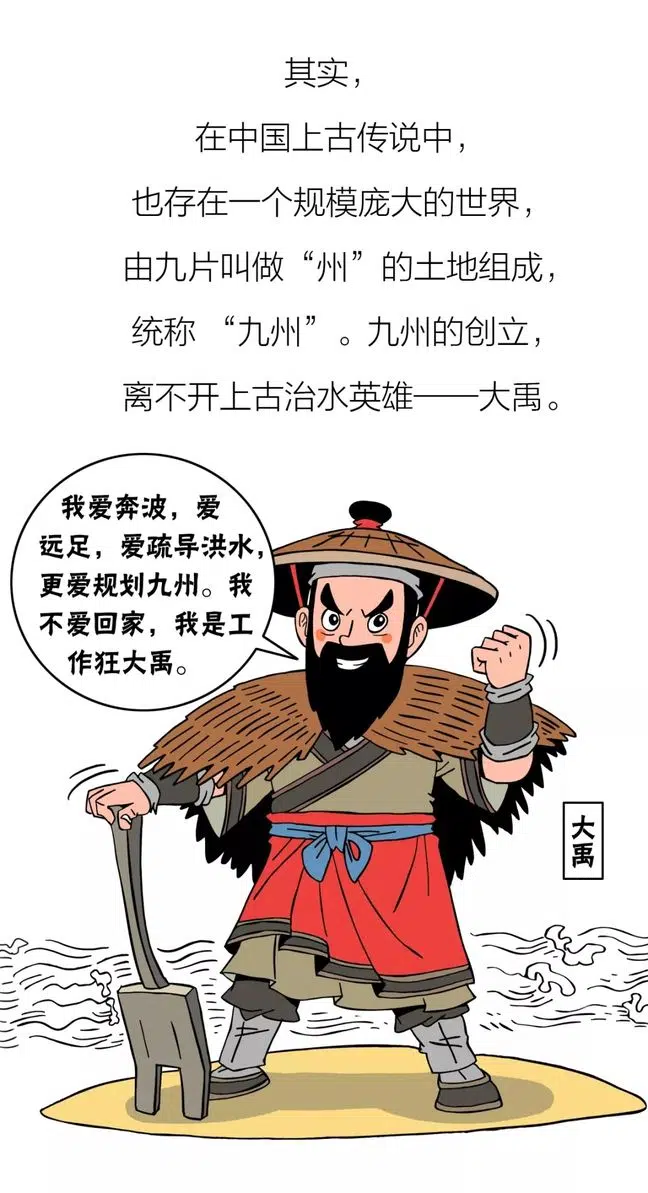 其实，
在中国上古传说中，
也存在一个规模庞大的世界，
由九片叫做“州”的土地组成，
统称 “九州”。九州的创立，
离不开上古治水英雄——大禹。
我爱奔波，爱
远足，爱疏导洪水，
更爱规划九州。我
不爱回家，我是工
作狂大禹。
大禹